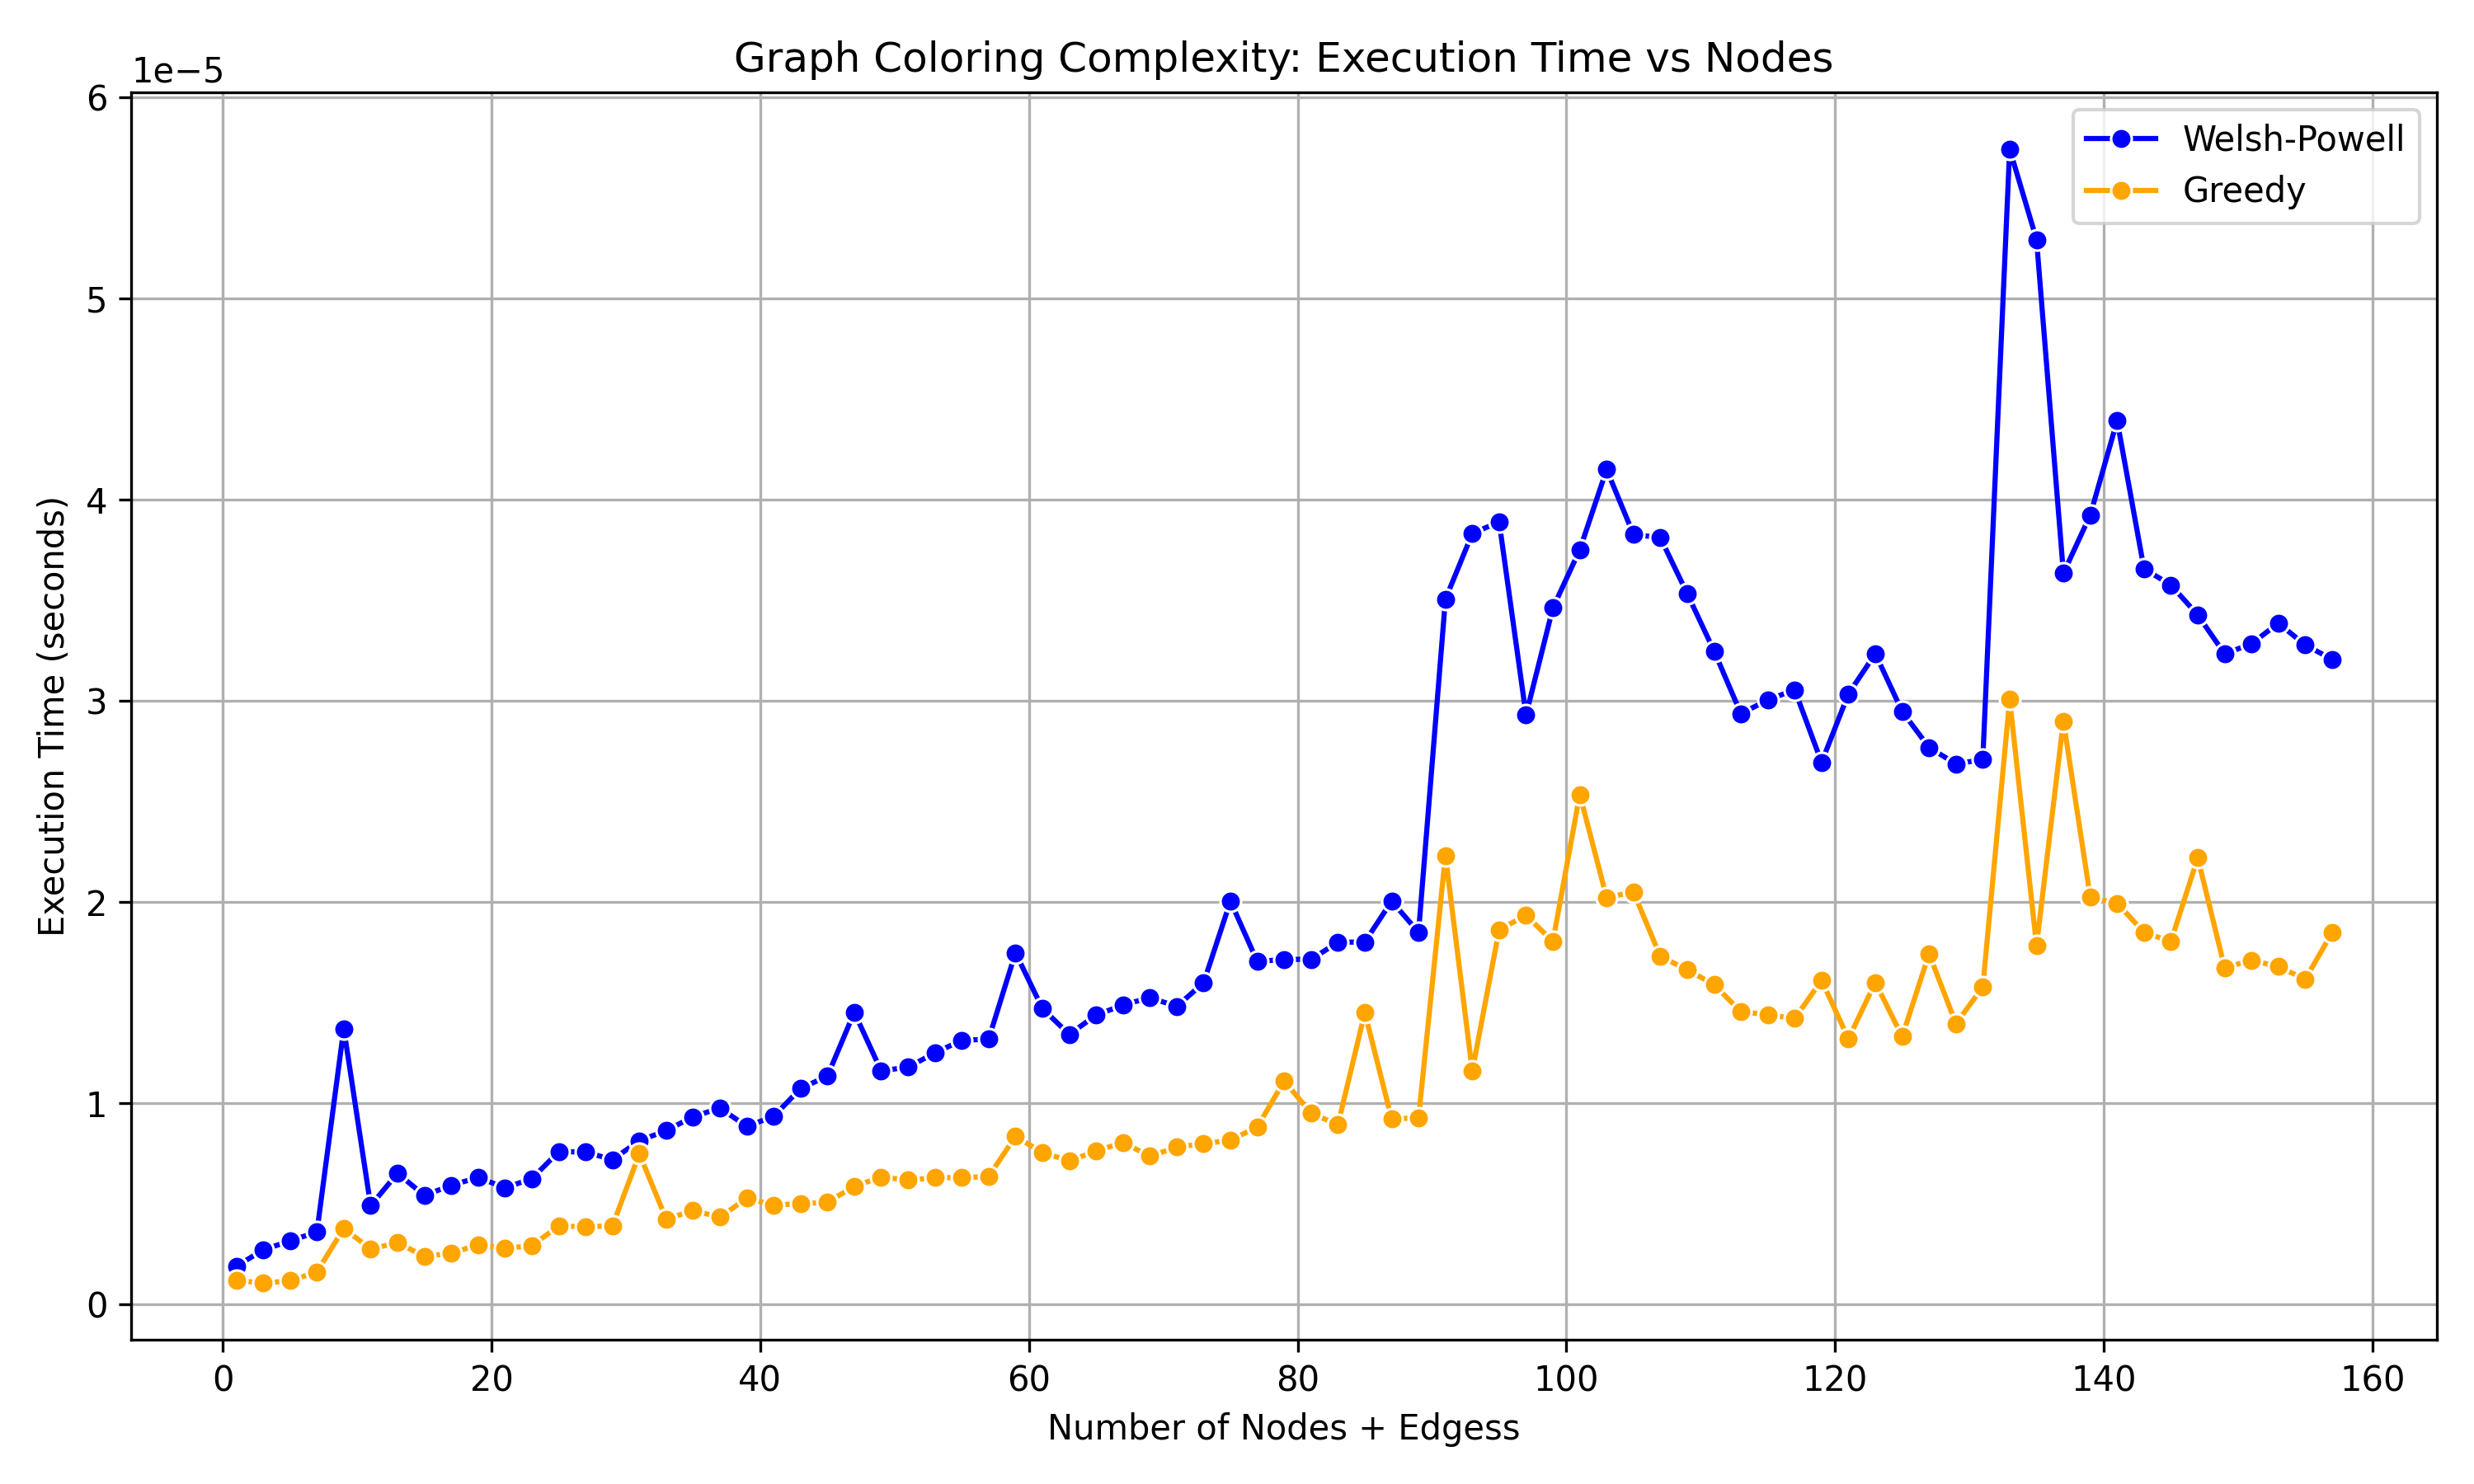 Graph Coloring Complexity: Execution Time vs Nodes
1e−5
Welsh-Powell
Greedy
6
5
4
3
2
1
0
Execution Time (seconds)
0 20 40 60 80 100 120 140 160
Number of Nodes + Edgess